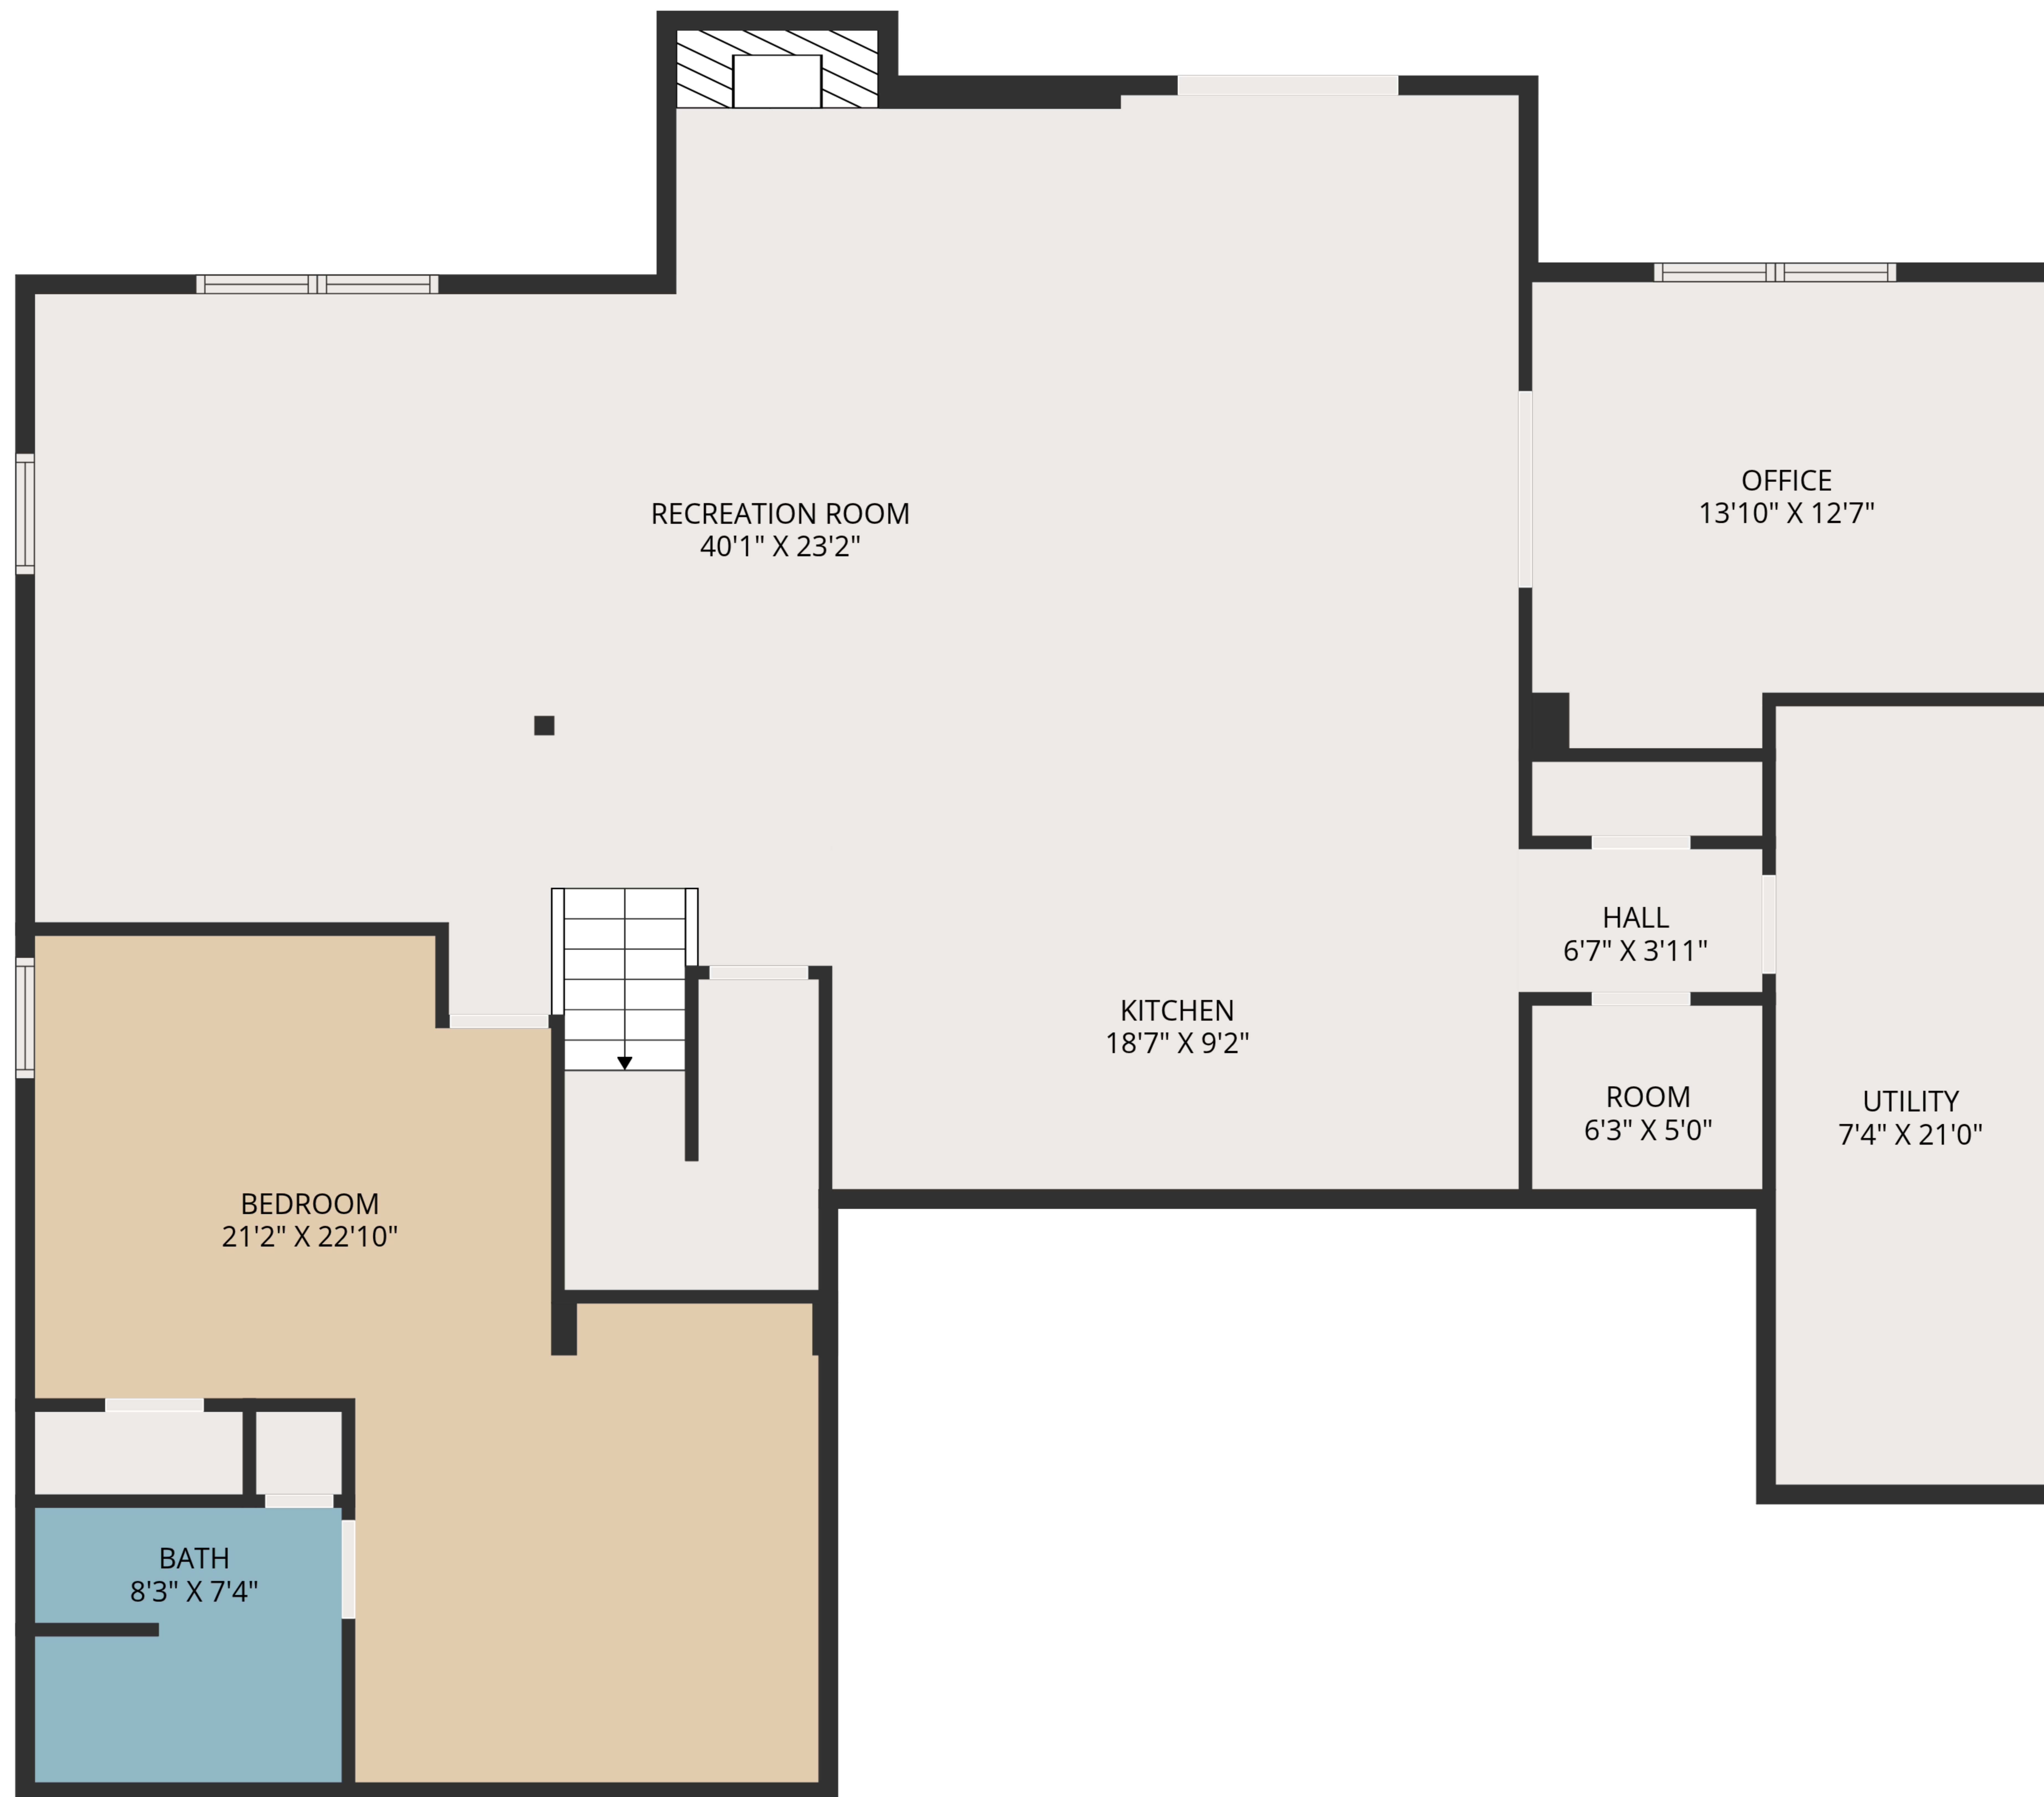 RECREATION ROOM
40'1" X 23'2"
OFFICE
13'10" X 12'7"
HALL
6'7" X 3'11"
KITCHEN
18'7" X 9'2"
ROOM
6'3" X 5'0"
UTILITY
7'4" X 21'0"
BEDROOM
21'2" X 22'10"
BATH
8'3" X 7'4"